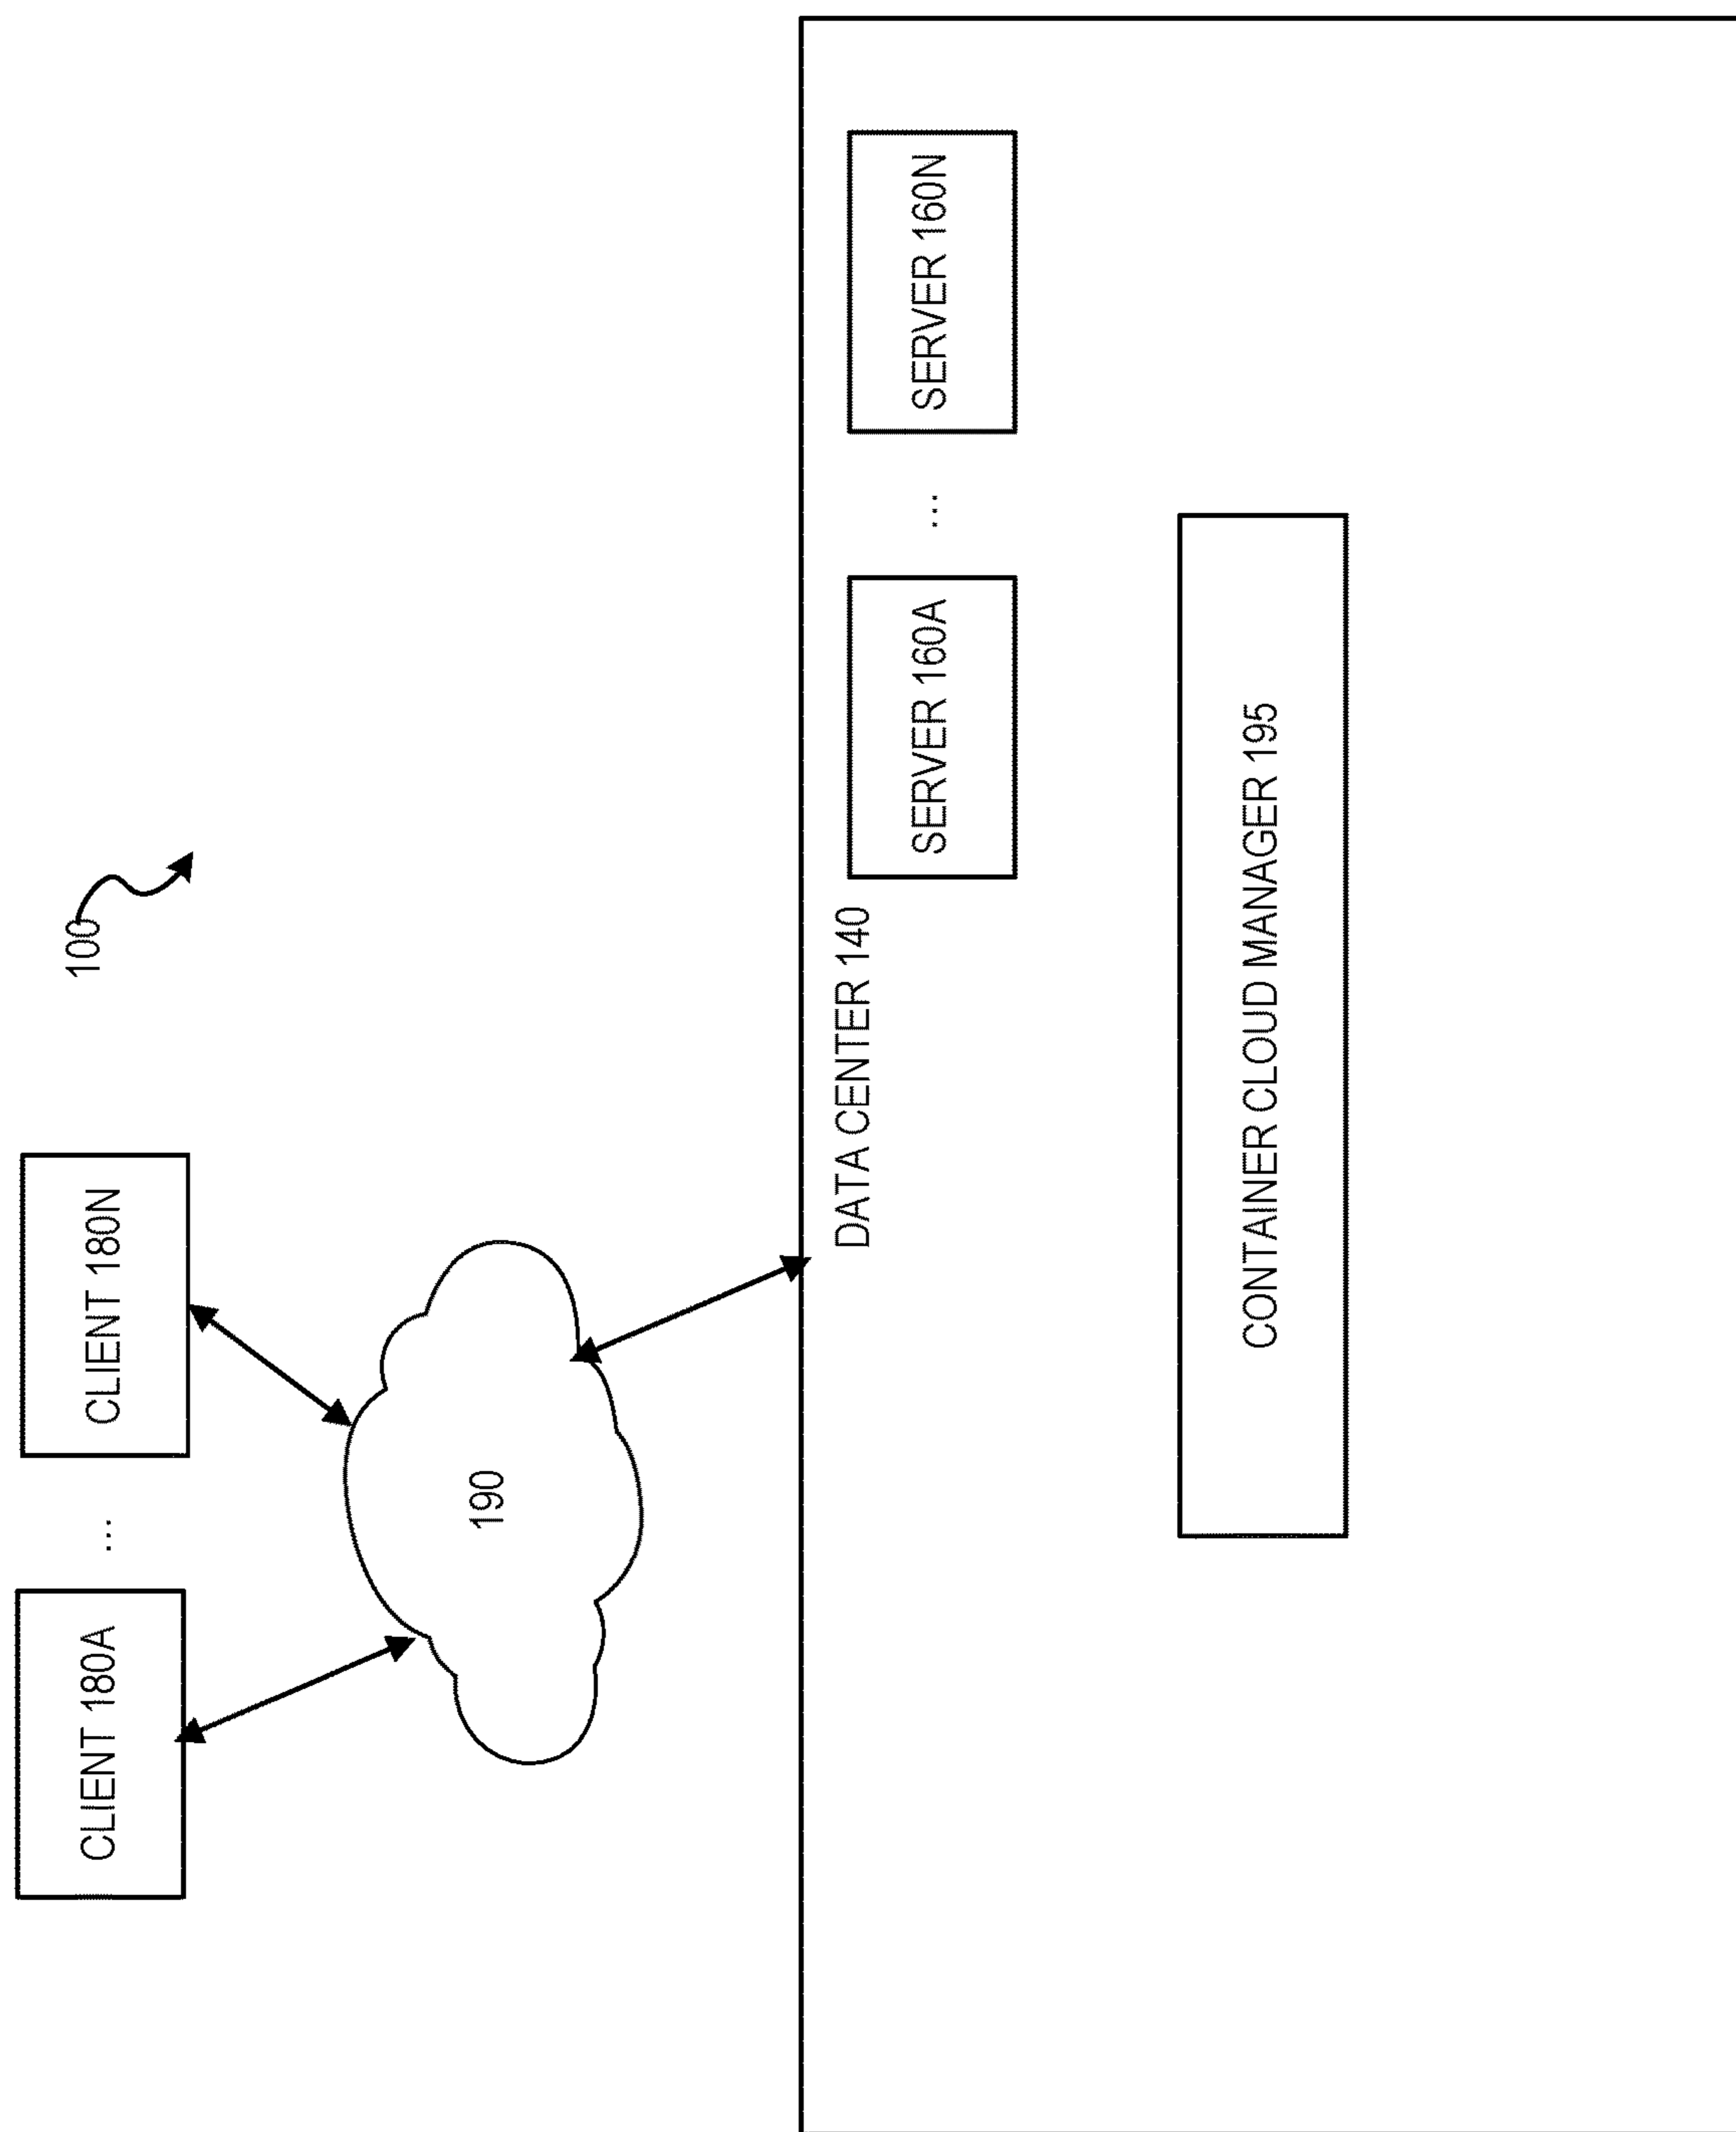 100
CLIENT 180A
...
CLIENT 180N
190
DATA CENTER 140
SERVER 160A
...
SERVER 160N
CONTAINER CLOUD MANAGER 195